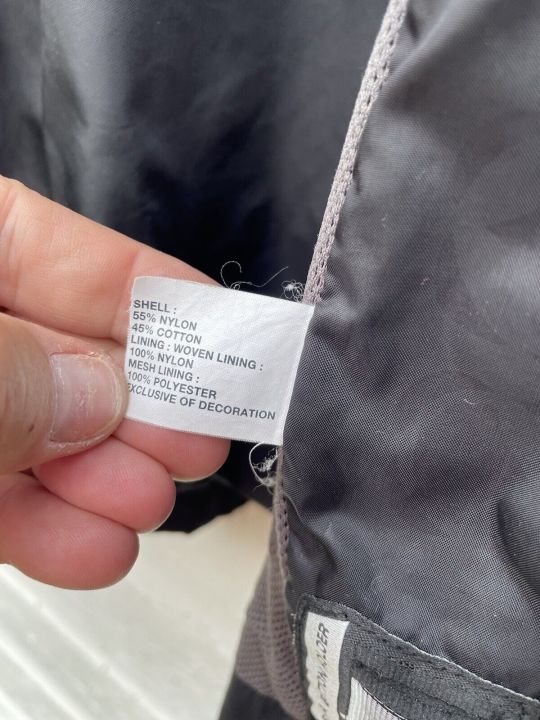 SHELL :
55% NYLON
45% COTTON
LINING : WOVEN LINING :
100% NYLON
MESH LINING :
100% POLYESTER
EXCLUSIVE OF DECORATION